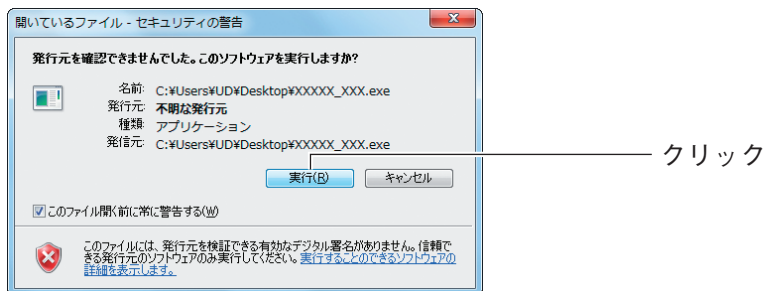 開いているファイル - セキュリティの警告
発行元を確認できませんでした。このソフトウェアを実行しますか?
名前: C:¥Users¥UD¥Desktop¥XXXXX_XXX.exe
発行元: 不明な発行元
種類: アプリケーション
発信元: C:¥Users¥UD¥Desktop¥XXXXX_XXX.exe
実行(R) キャンセル
クリック
このファイル開く前に常に警告する(W)
このファイルには、発行元を検証できる有効なデジタル署名がありません。信頼で
きる発行元のソフトウェアのみ実行してください。実行することのできるソフトウェアの
詳細を表示します。